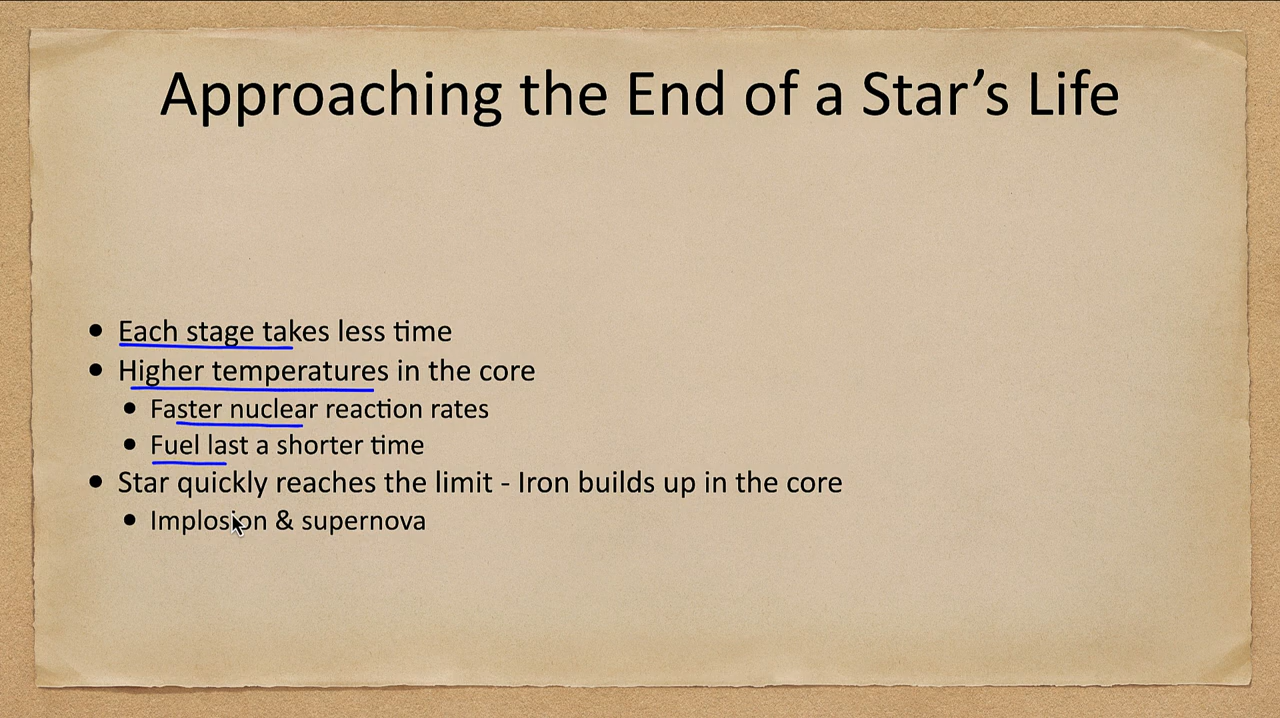 Approaching the End of a Star’s Life
• Each stage takes less time
• Higher temperatures in the core
• Faster nuclear reaction rates
• Fuel last a shorter time
• Star quickly reaches the limit - Iron builds up in the core
• Implosion & supernova